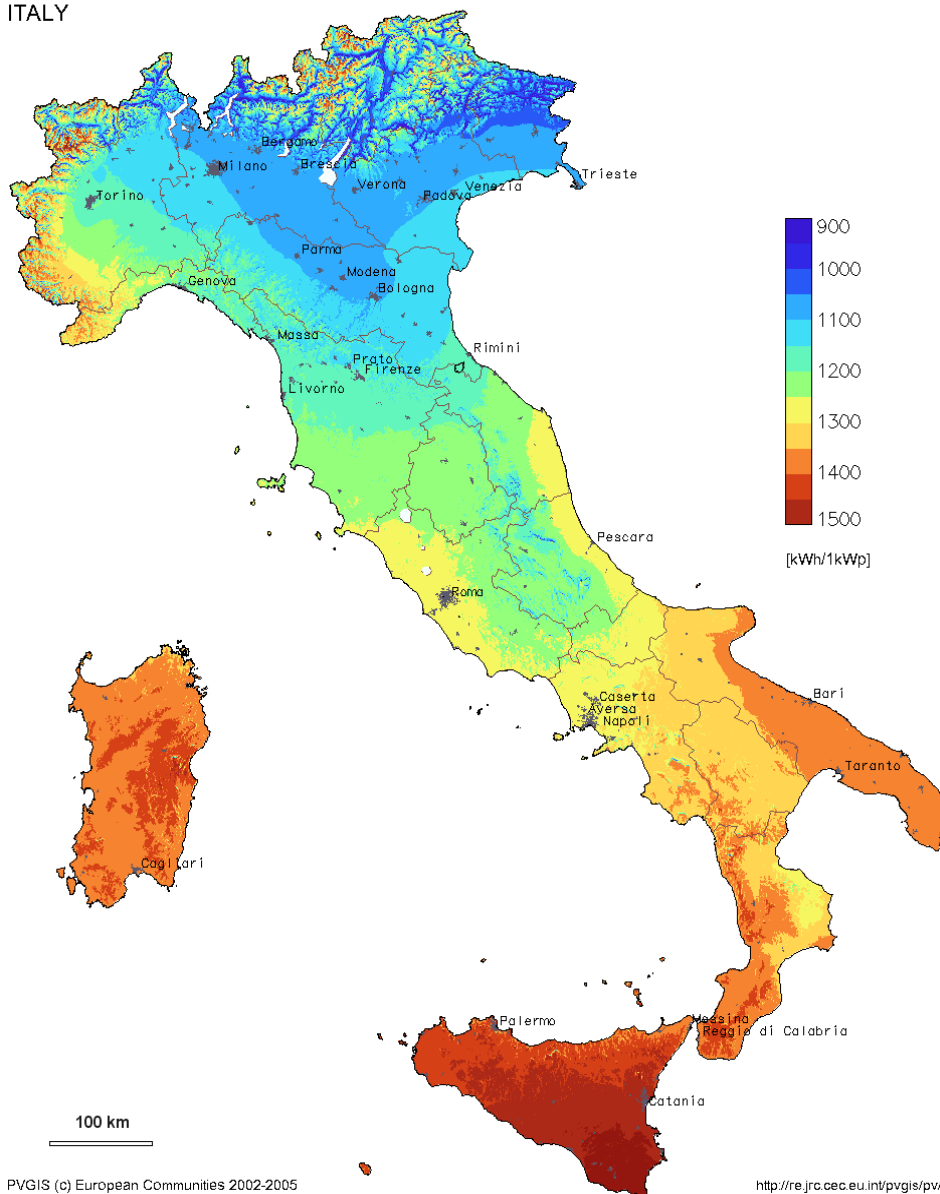 ITALY
Bergamo
Milano
Brescia
Trieste
Verona
Venezia
Padova
Torino
900
Parma
1000
Modena
Genova
Bologna
1100
Massa
Rimini
Prato
Firenze
1200
Livorno
1300
1400
1500
Pescara
[kWh/1kWp]
Roma
Bari
Caserta
Aversa
Napoli
Taranto
Cagliari
Messina
Palermo
Reggio di Calabria
Catania
100 km
PVGIS (c) European Communities 2002-2005
http://re.jrc.cec.eu.int/pvgis/pv/